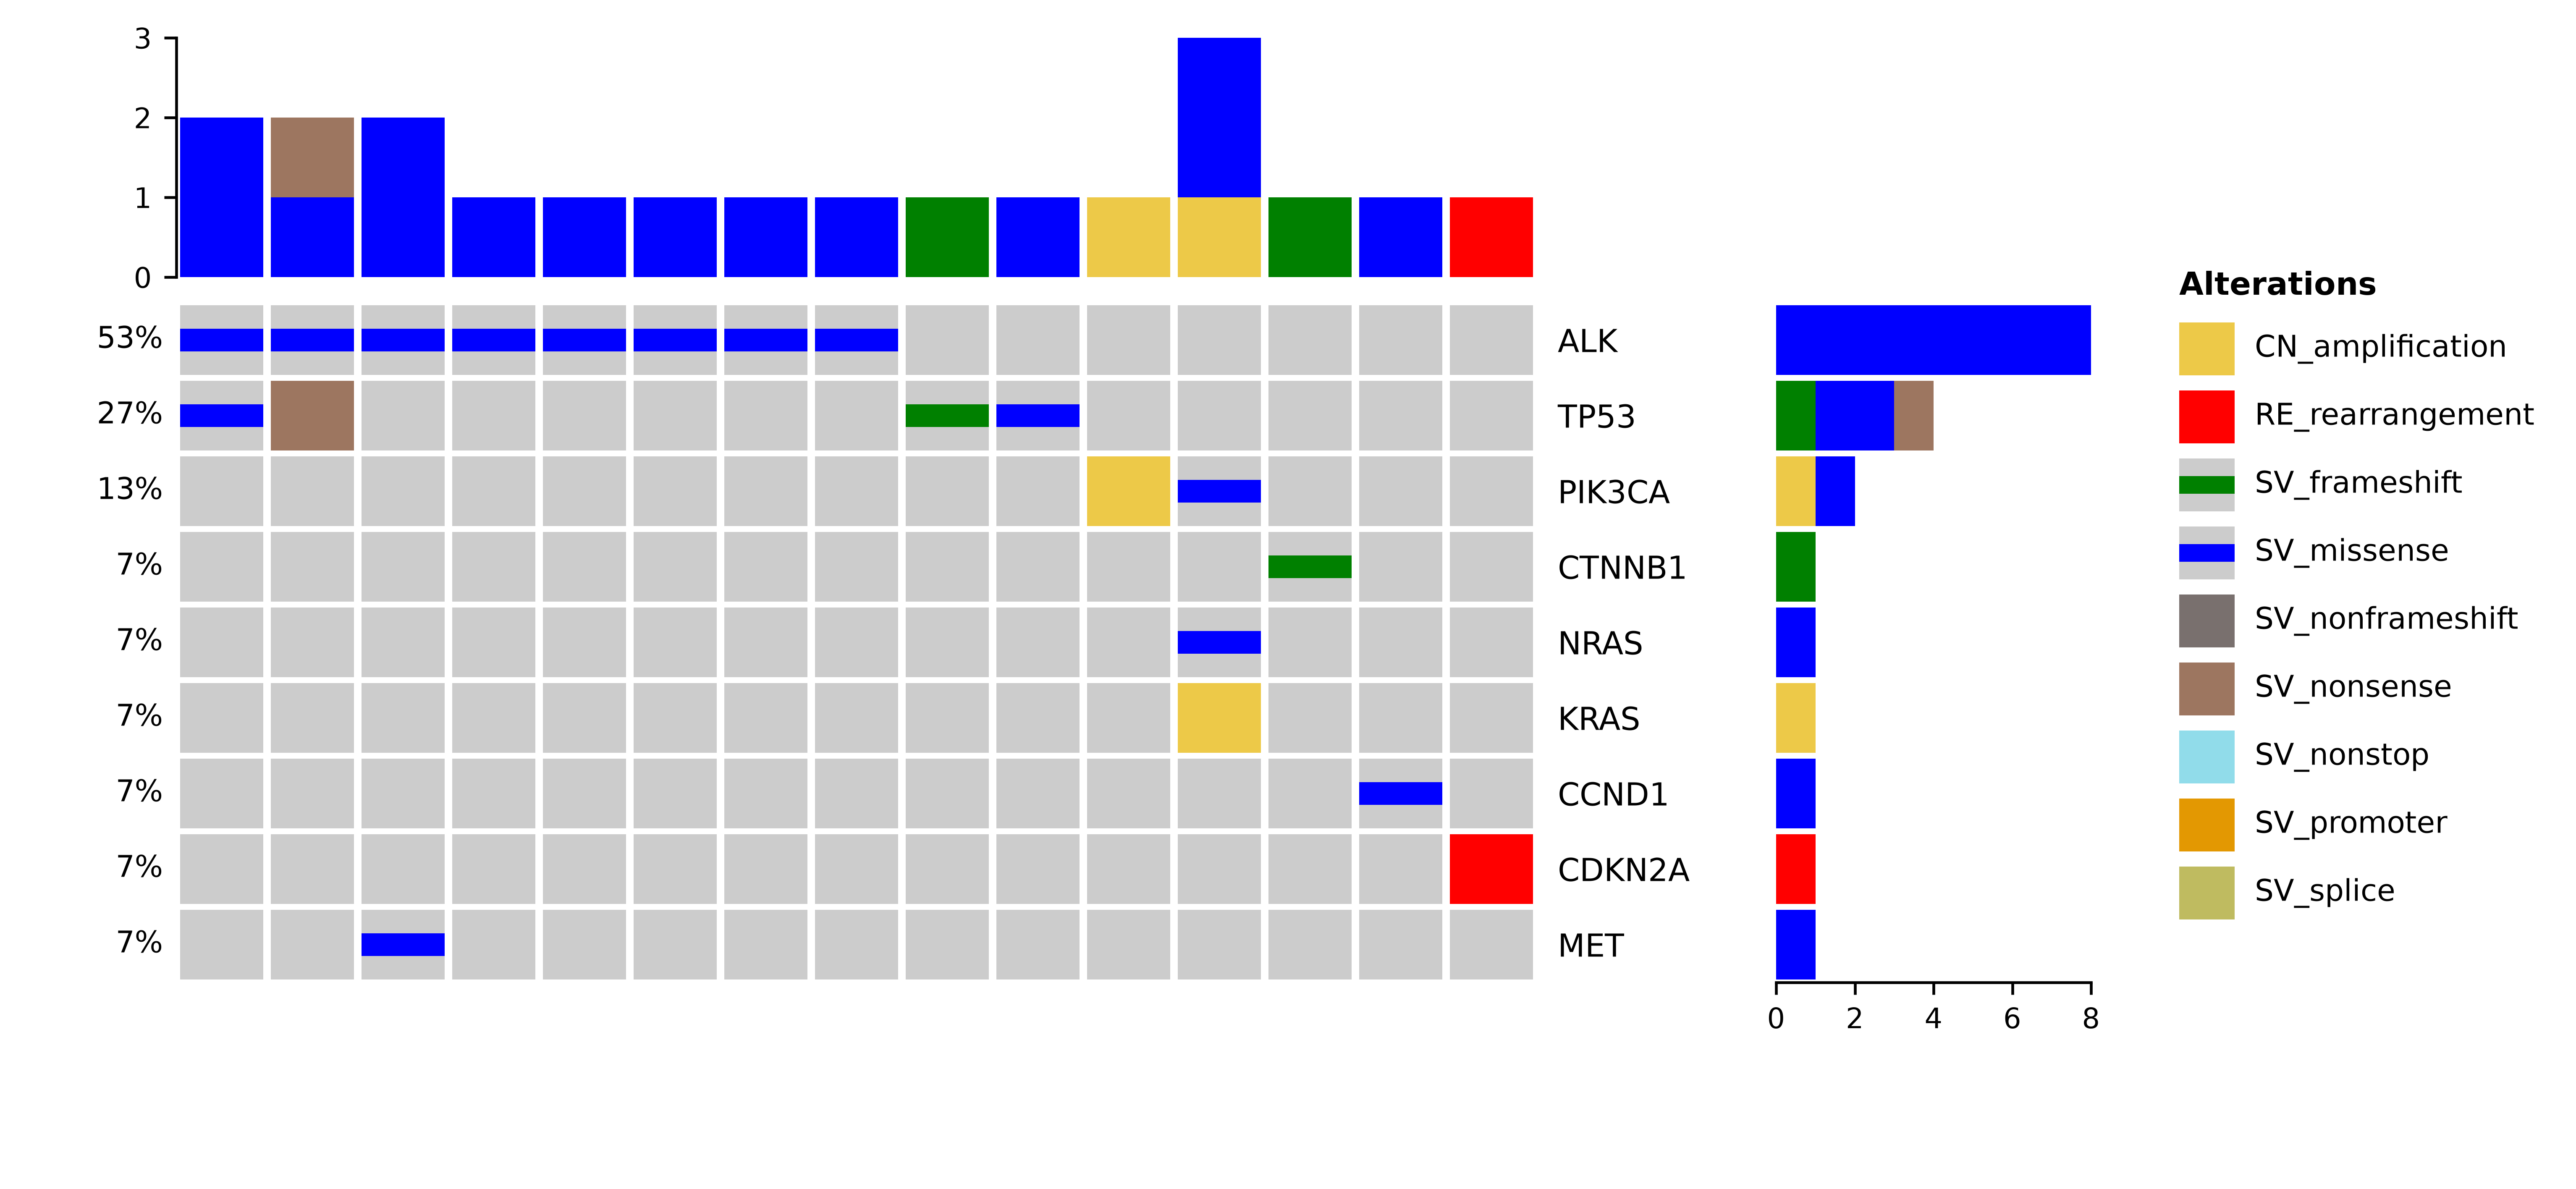 3
2
1
0
53% ALK
27% TP53
13% PIK3CA
7% CTNNB1
7% NRAS
7% KRAS
7% CCND1
7% CDKN2A
7% MET
0 2 4 6 8
Alterations
CN_amplification
RE_rearrangement
SV_frameshift
SV_missense
SV_nonframeshift
SV_nonsense
SV_nonstop
SV_promoter
SV_splice